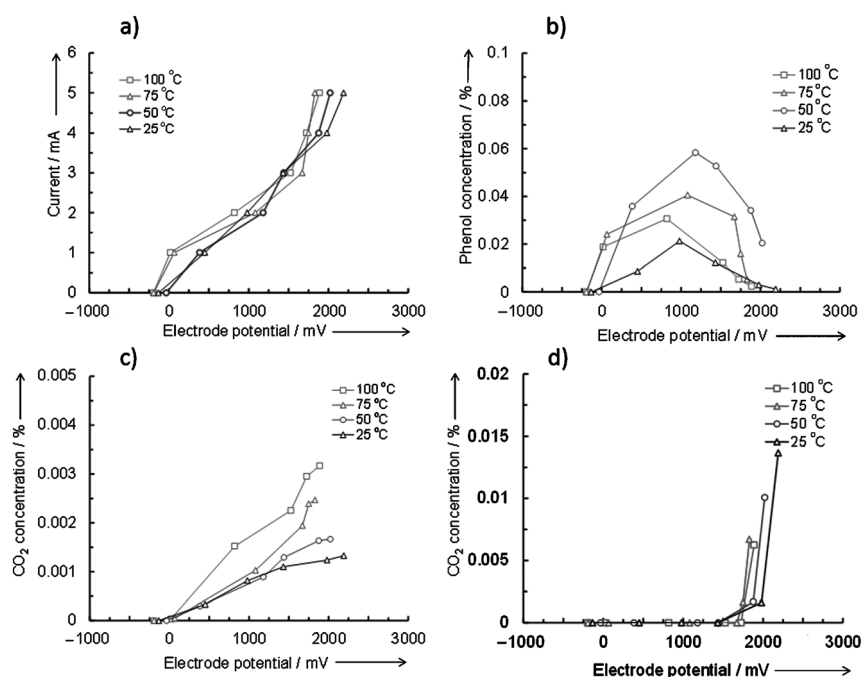 a)
100 °C
75 °C
50 °C
25 °C
6
5
4
3
2
1
0
Current / mA
−1000 0 1000 2000 3000
Electrode potential / mV
b)
100 °C
75 °C
50 °C
25 °C
0.1
0.08
0.06
0.04
0.02
0
Phenol concentration / %
−1000 0 1000 2000 3000
Electrode potential / mV
c)
100 °C
75 °C
50 °C
25 °C
0.005
0.004
0.003
0.002
0.001
0
CO₂ concentration / %
−1000 0 1000 2000 3000
Electrode potential / mV
d)
100 °C
75 °C
50 °C
25 °C
0.02
0.015
0.01
0.005
0
CO₂ concentration / %
−1000 0 1000 2000 3000
Electrode potential / mV